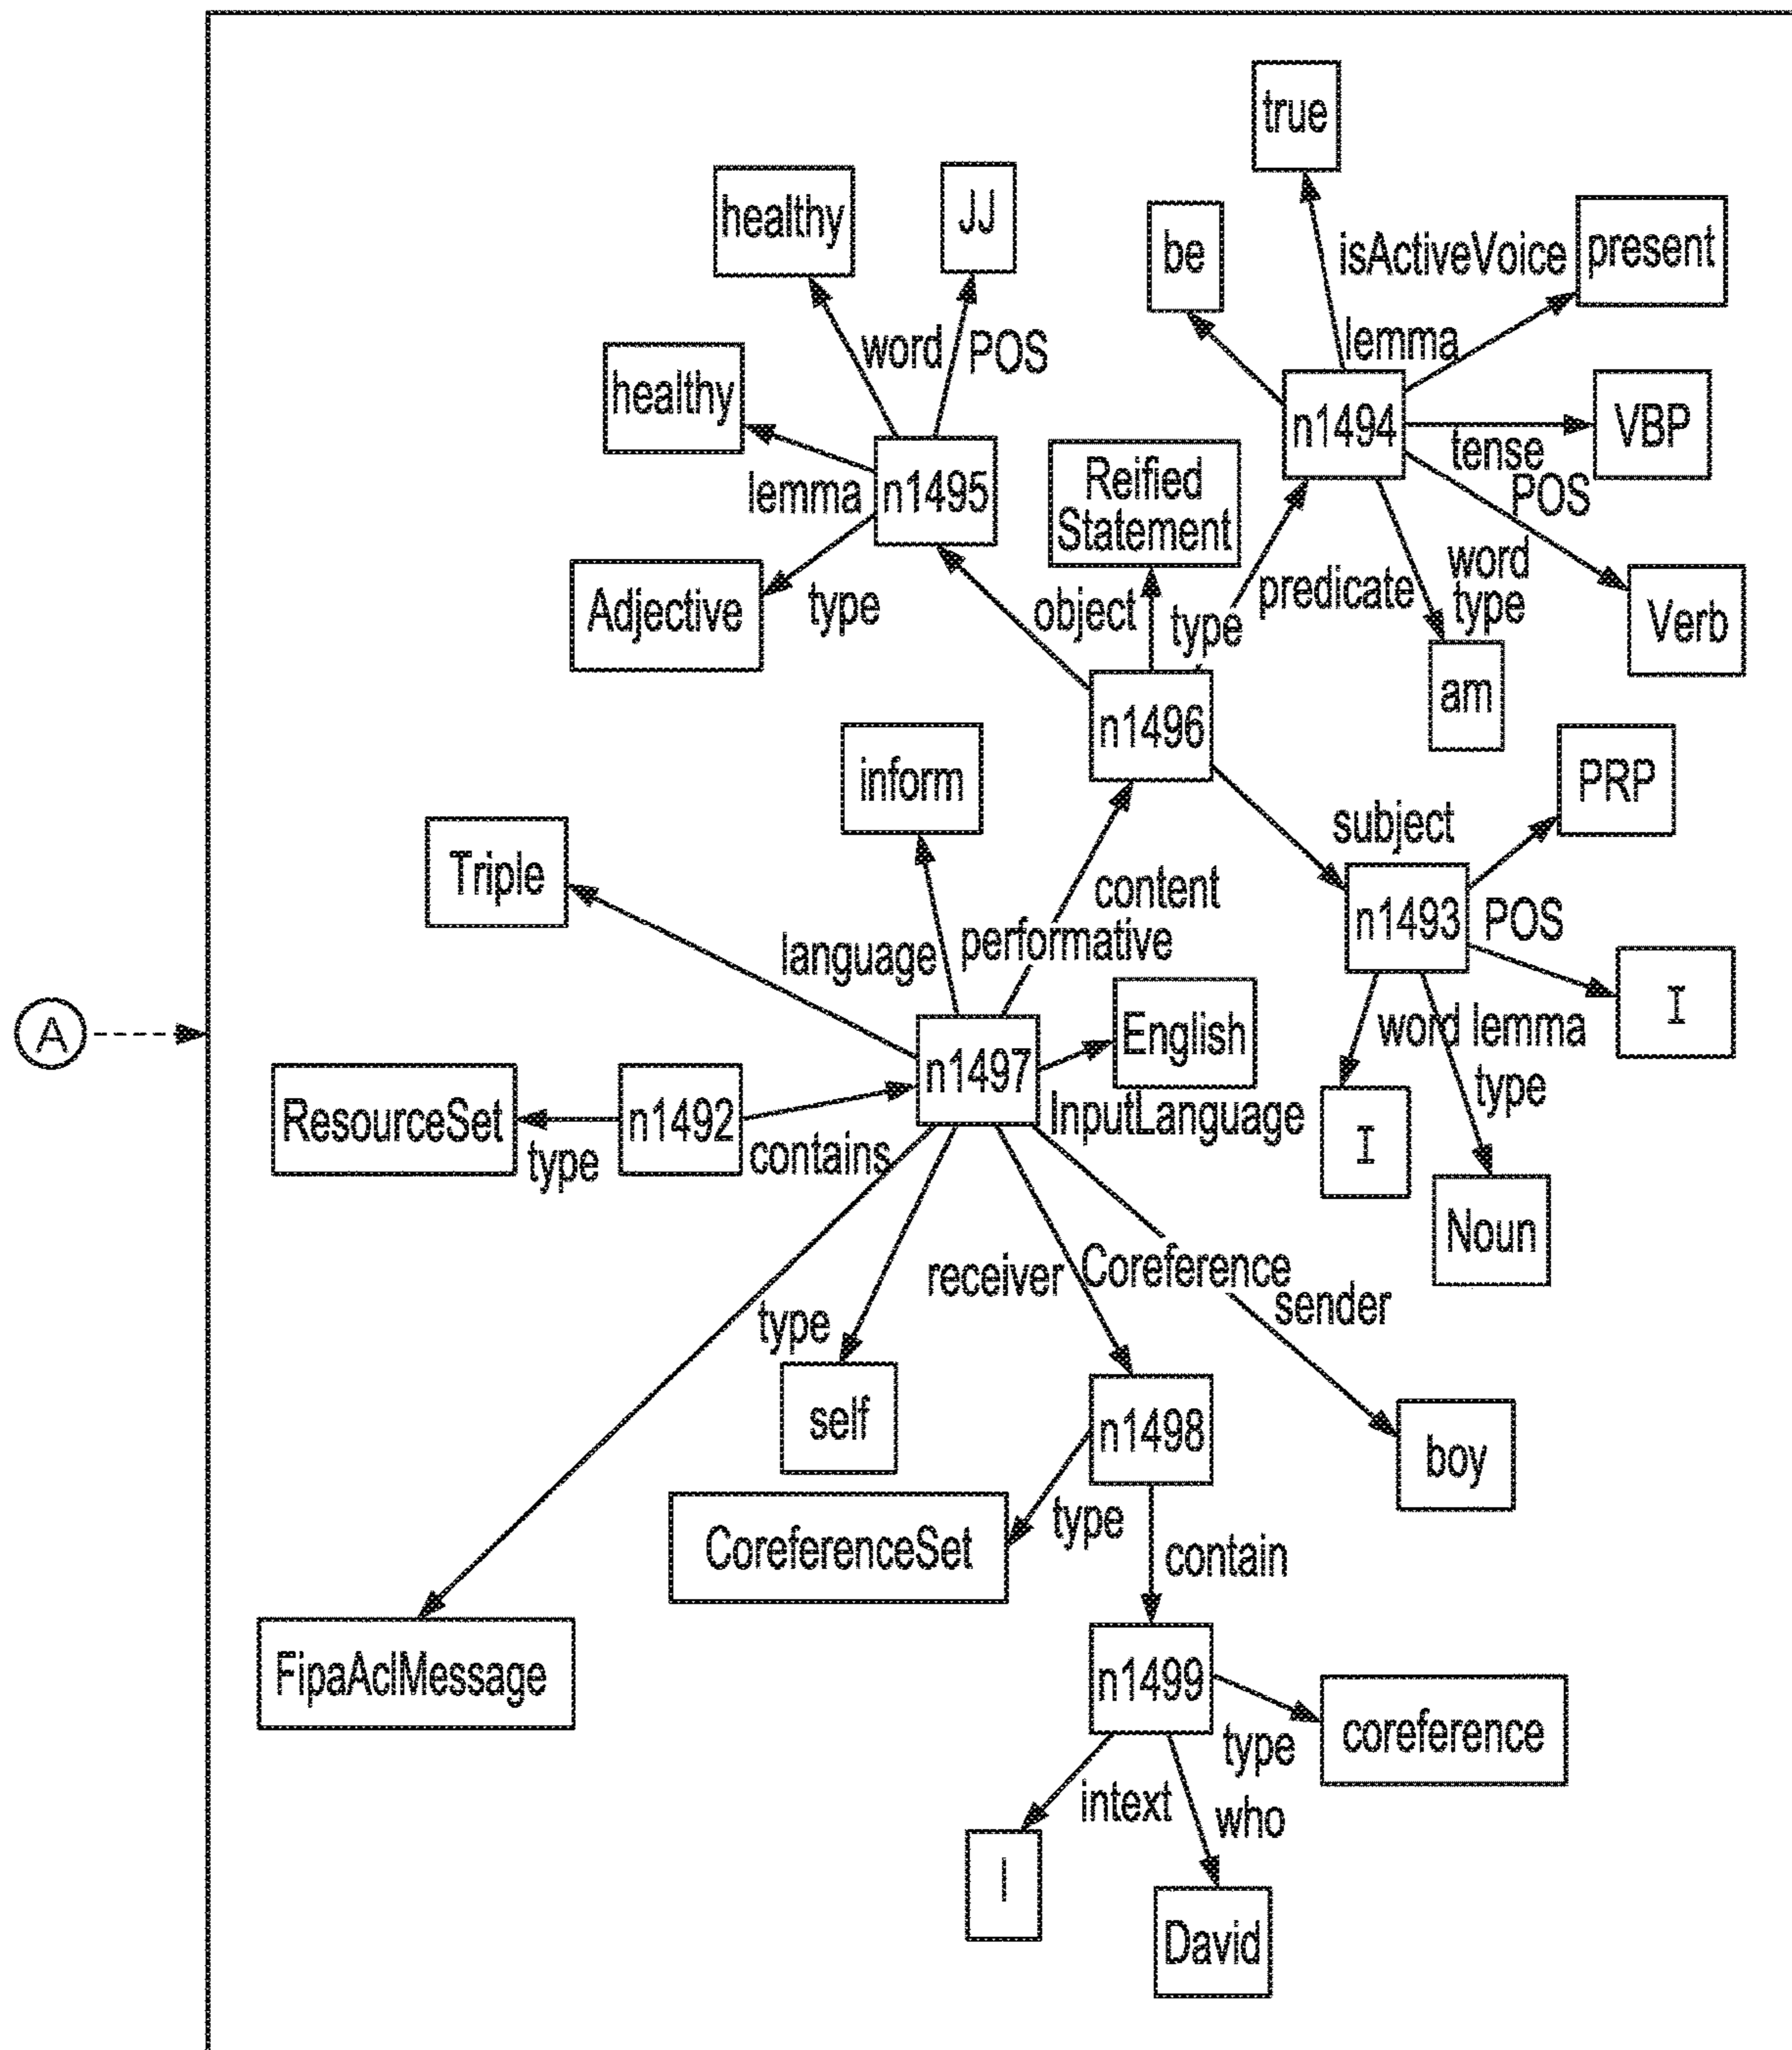 true
healthy
JJ
be
isActiveVoice
present
word
POS
lemma
healthy
n1494
VBP
tense
Reified
Statement
lemma
n1495
POS
Adjective
type
object
type
predicate
word
type
Verb
am
n1496
inform
PRP
subject
Triple
content
n1493
POS
language
performative
English
word
lemma
I
A
n1497
ResourceSet
n1492
InputLanguage
type
type
contains
I
Noun
receiver
Coreference
sender
type
self
n1498
boy
CoreferenceSet
type
contain
FipaAclMessage
n1499
coreference
type
intext
who
I
David